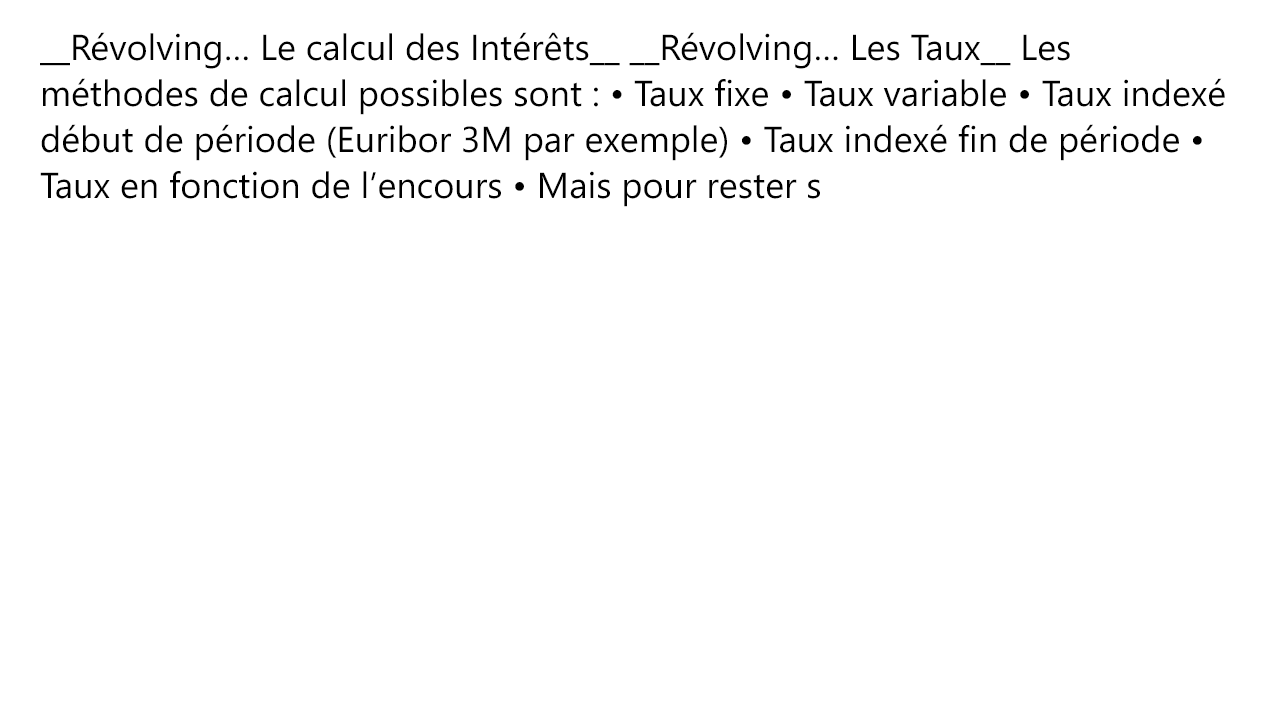 __Révolving… Le calcul des Intérêts__ __Révolving… Les Taux__ Les
méthodes de calcul possibles sont : • Taux fixe • Taux variable • Taux indexé
début de période (Euribor 3M par exemple) • Taux indexé fin de période •
Taux en fonction de l’encours • Mais pour rester s